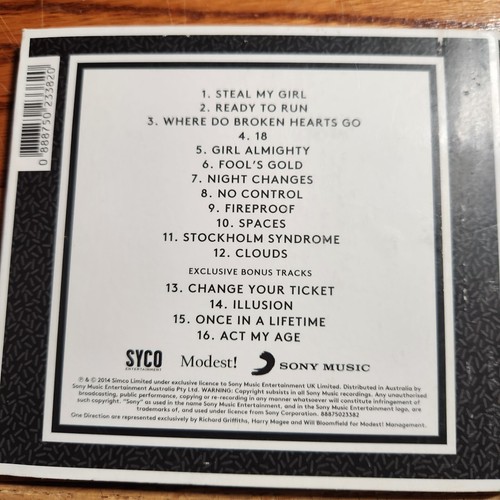 1. STEAL MY GIRL
2. READY TO RUN
3. WHERE DO BROKEN HEARTS GO
4. 18
5. GIRL ALMIGHTY
6. FOOL'S GOLD
7. NIGHT CHANGES
8. NO CONTROL
9. FIREPROOF
10. SPACES
11. STOCKHOLM SYNDROME
12. CLOUDS
EXCLUSIVE BONUS TRACKS
13. CHANGE YOUR TICKET
14. ILLUSION
15. ONCE IN A LIFETIME
16. ACT MY AGE
SYCO
ENTERTAINMENT
Modest!
SONY MUSIC
℗ & © 2014 Simco Limited under exclusive licence to Sony Music Entertainment UK Limited. Distributed in Australia by
Sony Music Entertainment Australia Pty Ltd. WARNING: Copyright subsists in all Sony Music recordings. Any unauthorised
broadcasting, public performance, copying or re-recording in any manner whatsoever will constitute infringement of
such copyright. "Sony" as used in the name Sony Music Entertainment, and in the Sony Music Entertainment logo, are
trademarks of, and used under licence from Sony Corporation. 88875023382
One Direction are represented exclusively by Richard Griffiths, Harry Magee and Will Bloomfield for Modest! Management.
0 888750 233820